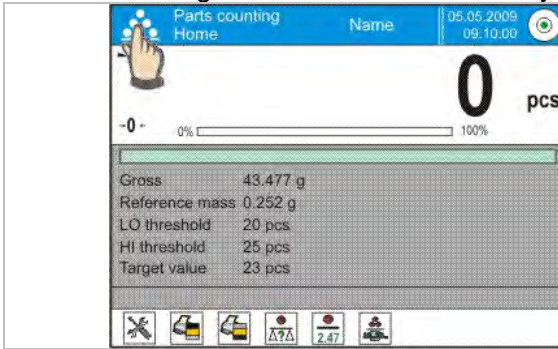 Parts counting
Home
Name
05.05.2009
09.10:00
0 pcs
-0-
0%
100%
Gross 43.477 g
Reference mass 0.252 g
LO threshold 20 pcs
HI threshold 25 pcs
Target value 23 pcs
2.47